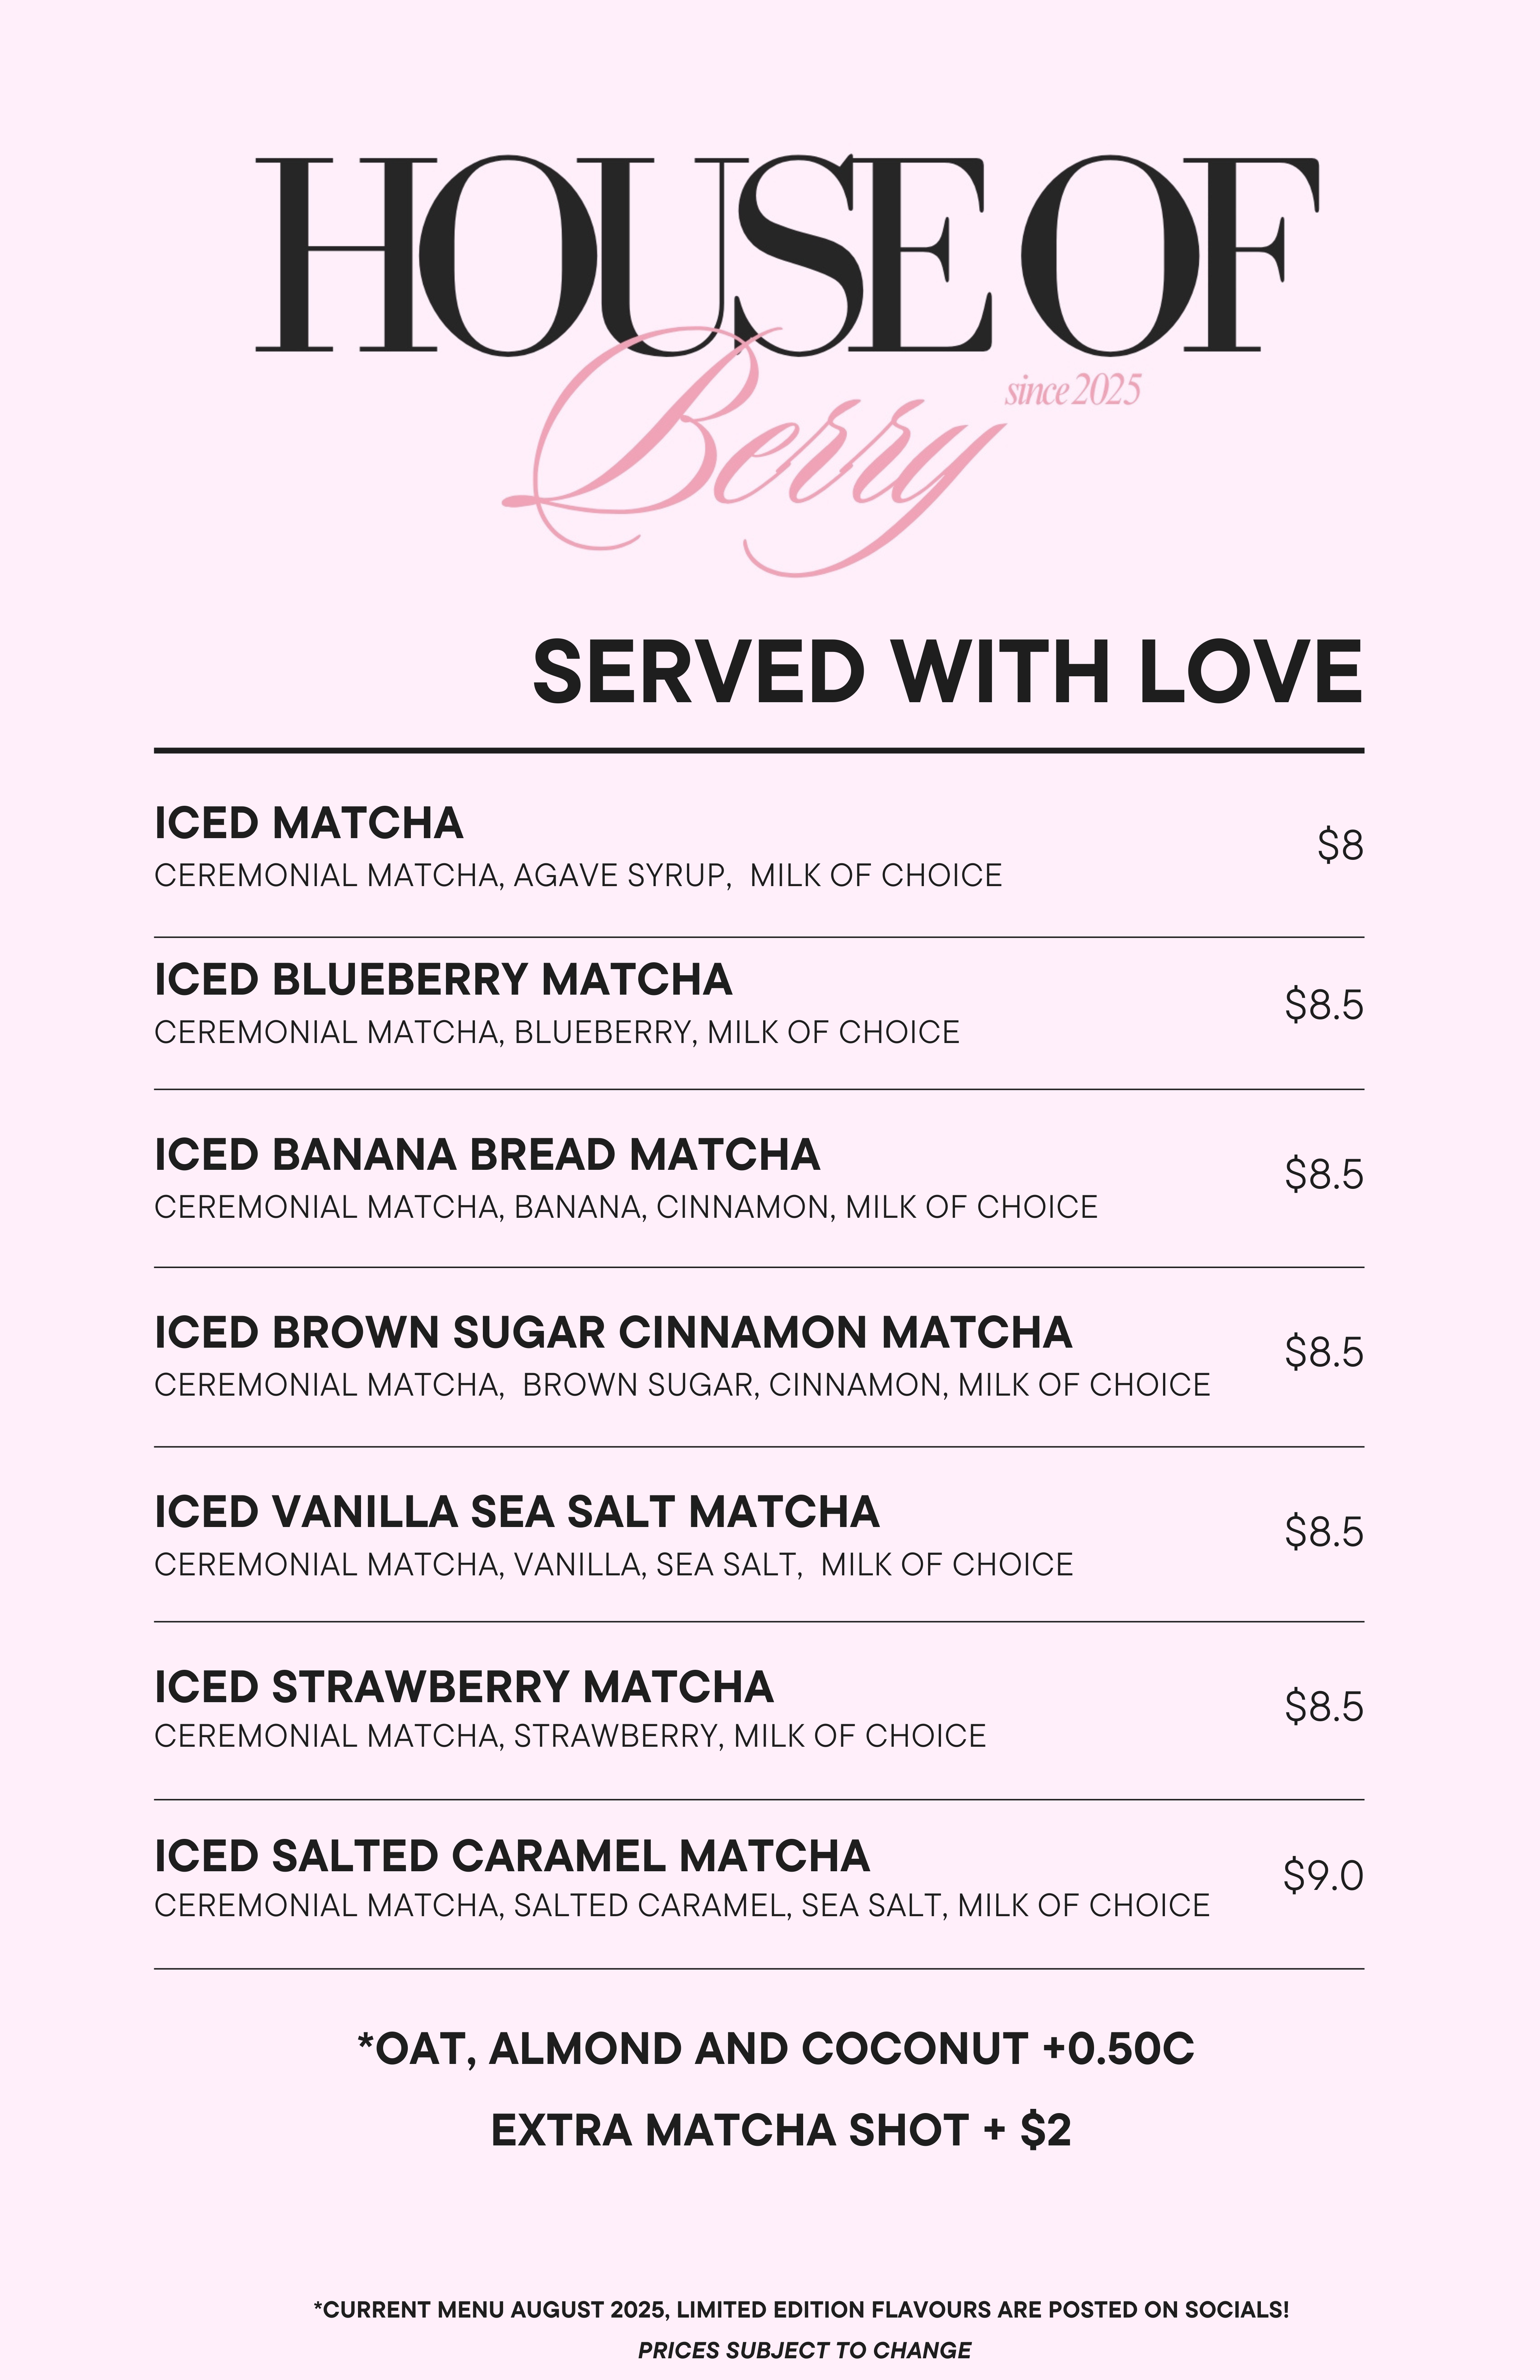 HOUSE OF
Berry
since 2025
SERVED WITH LOVE
ICED MATCHA
CEREMONIAL MATCHA, AGAVE SYRUP,  MILK OF CHOICE
$8
ICED BLUEBERRY MATCHA
CEREMONIAL MATCHA, BLUEBERRY, MILK OF CHOICE
$8.5
ICED BANANA BREAD MATCHA
CEREMONIAL MATCHA, BANANA, CINNAMON, MILK OF CHOICE
$8.5
ICED BROWN SUGAR CINNAMON MATCHA
CEREMONIAL MATCHA,  BROWN SUGAR, CINNAMON, MILK OF CHOICE
$8.5
ICED VANILLA SEA SALT MATCHA
CEREMONIAL MATCHA, VANILLA, SEA SALT,  MILK OF CHOICE
$8.5
ICED STRAWBERRY MATCHA
CEREMONIAL MATCHA, STRAWBERRY, MILK OF CHOICE
$8.5
ICED SALTED CARAMEL MATCHA
CEREMONIAL MATCHA, SALTED CARAMEL, SEA SALT, MILK OF CHOICE
$9.0
*OAT, ALMOND AND COCONUT +0.50C
EXTRA MATCHA SHOT + $2
*CURRENT MENU AUGUST 2025, LIMITED EDITION FLAVOURS ARE POSTED ON SOCIALS!
PRICES SUBJECT TO CHANGE